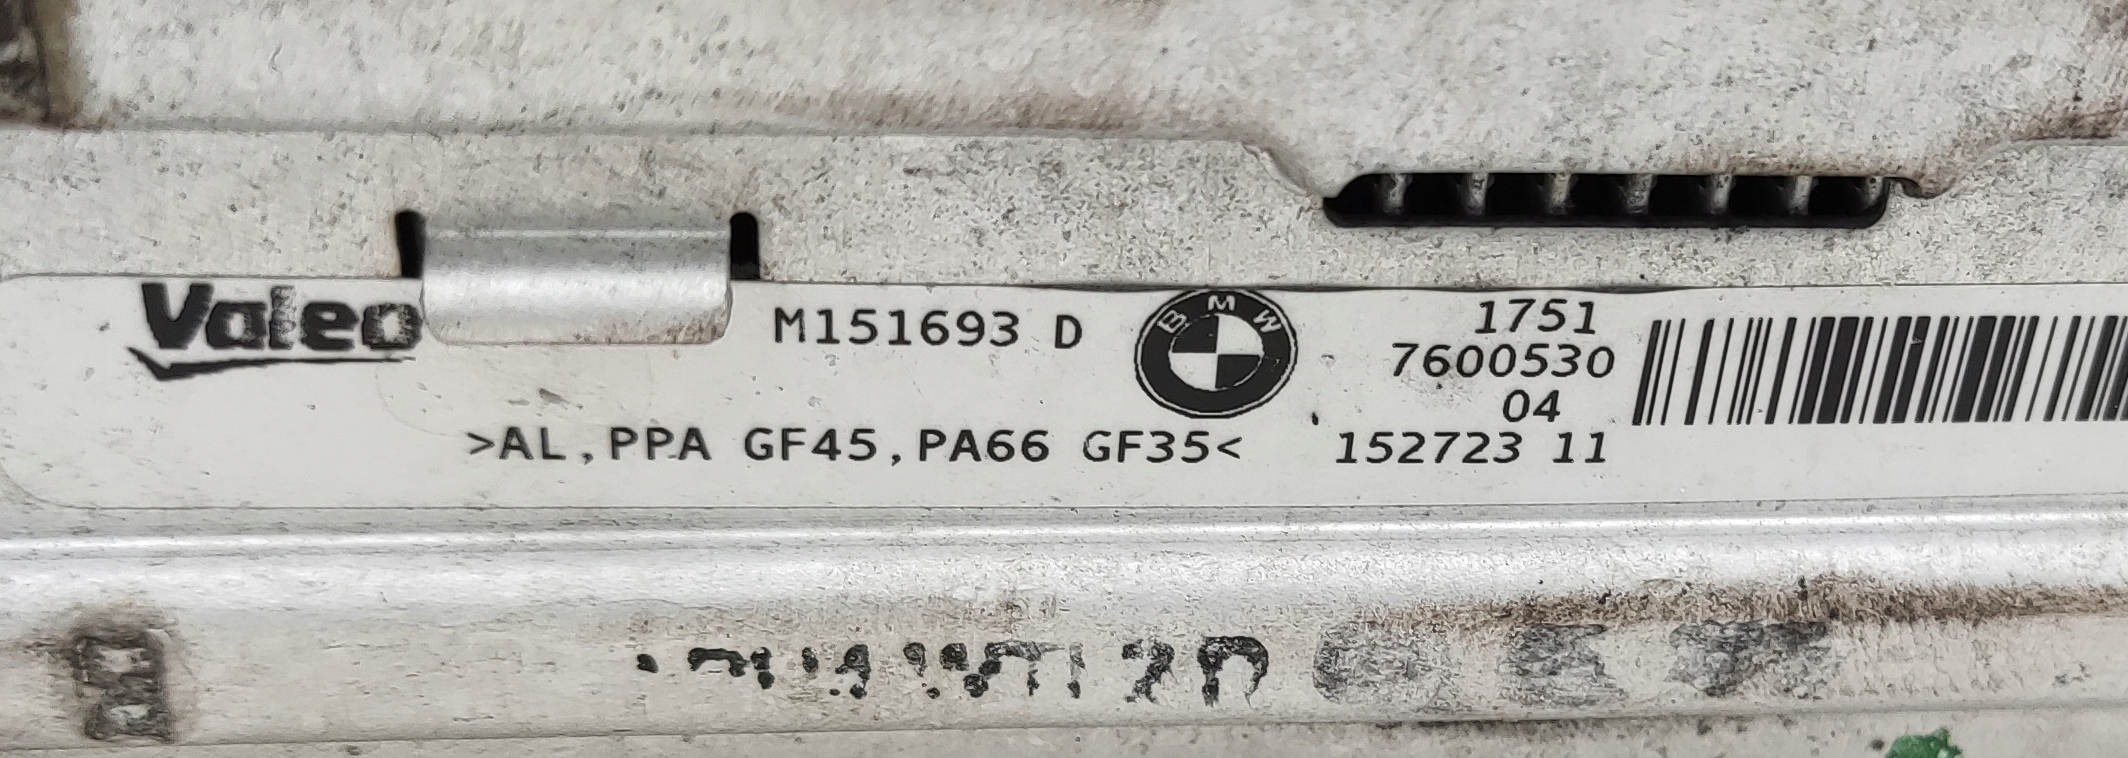 Valeo
M151693 D
BMW
1751
7600530
04
>AL,PPA GF45,PA66 GF35<
152723 11